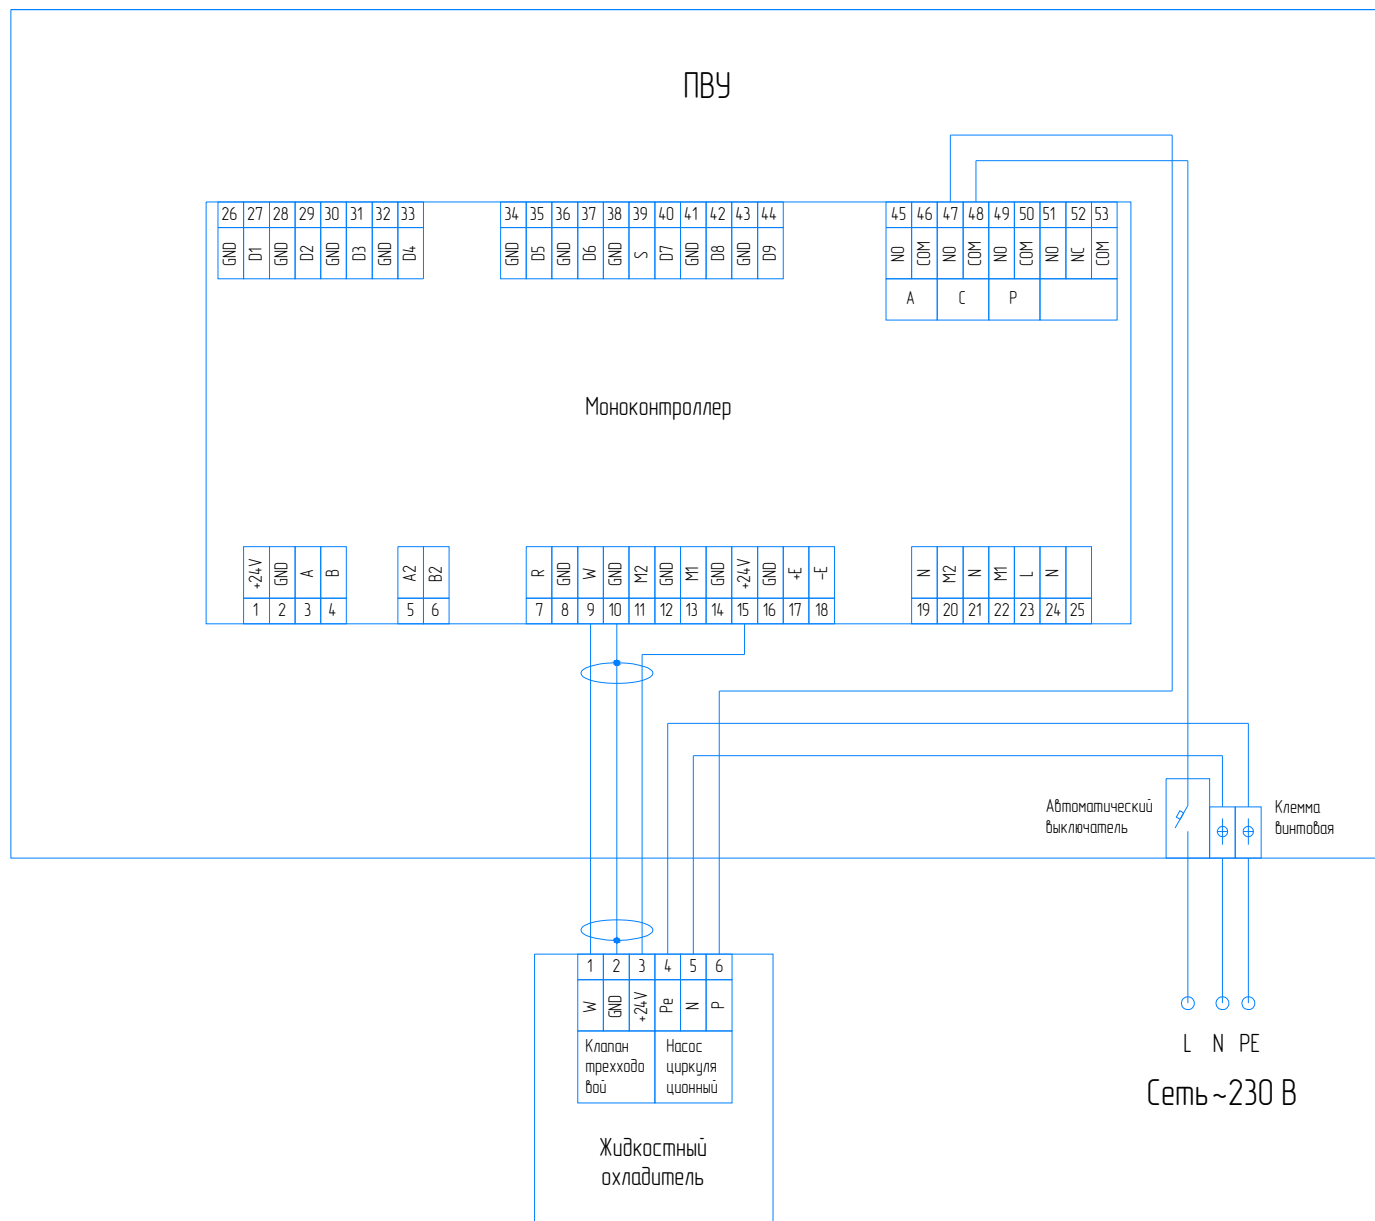 ПВУ
26 27 28 29 30 31 32 33
GND D1 GND D2 GND D3 GND D4
34 35 36 37 38 39 40 41 42 43 44
GND D5 GND D6 GND S D7 GND D8 GND D9
45 46 47 48 49 50 51 52 53
NO COM NO COM NO COM NO NC COM
A C P
Моноконтроллер
+24V GND A B
1 2 3 4
A2 B2
5 6
R GND W GND M2 GND M1 GND +24V GND +E -E
7 8 9 10 11 12 13 14 15 16 17 18
N M2 N M1 L N
19 20 21 22 23 24 25
Автоматический
выключатель
Клемма
винтовая
1 2 3 4 5 6
W GND +24V Pe N P
Клапан
трехходо
вой
Насос
циркуля
ционный
Жидкостный
охладитель
L N PE
Сеть ~230 В